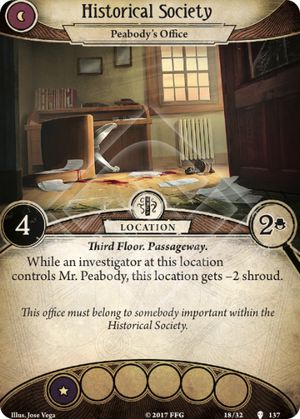 Historical Society
Peabody's Office
4
2
LOCATION
Third Floor. Passageway.
While an investigator at this location
controls Mr. Peabody, this location gets –2 shroud.
This office must belong to somebody important within the
Historical Society.
Illus. Jose Vega
© 2017 FFG
18/32
137